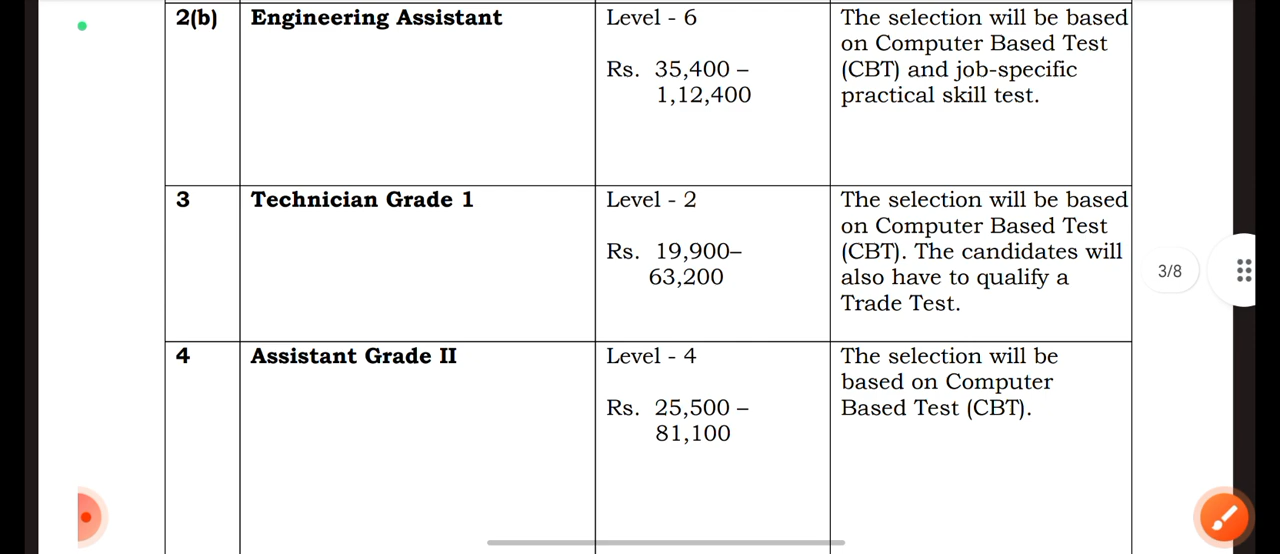 2(b)
Engineering Assistant
Level - 6
Rs. 35,400 –
1,12,400
The selection will be based
on Computer Based Test
(CBT) and job-specific
practical skill test.
3
Technician Grade 1
Level - 2
Rs. 19,900–
63,200
The selection will be based
on Computer Based Test
(CBT). The candidates will
also have to qualify a
Trade Test.
4
Assistant Grade II
Level - 4
Rs. 25,500 –
81,100
The selection will be
based on Computer
Based Test (CBT).
3/8